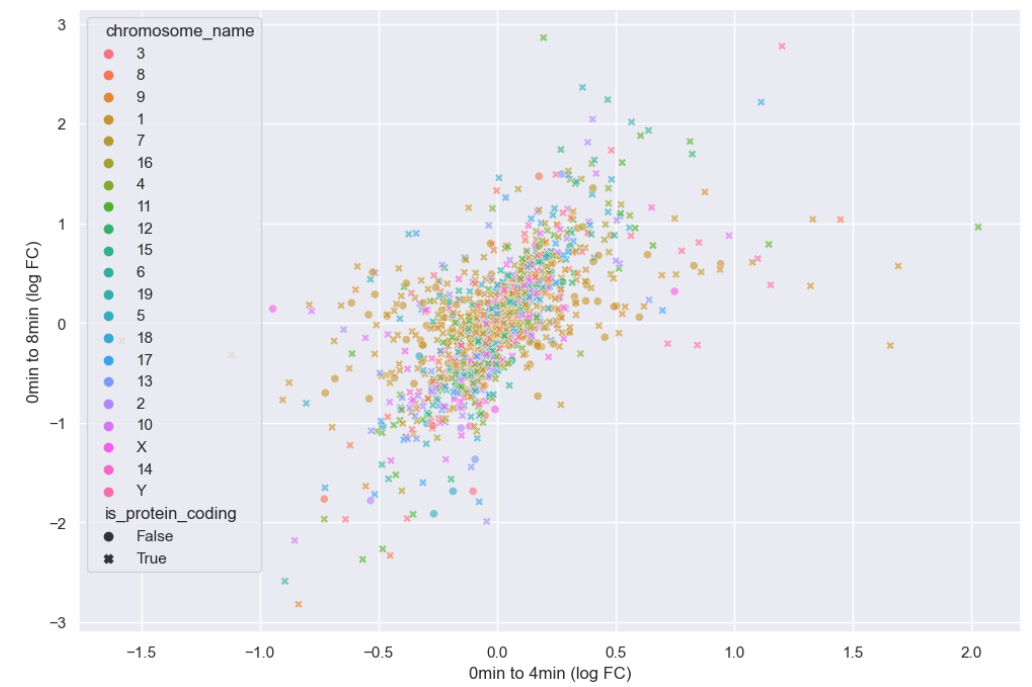 chromosome_name
3
8
9
1
7
16
4
11
12
15
6
19
5
18
17
13
2
10
X
14
Y
is_protein_coding
False
True
3
2
1
0
−1
−2
−3
0min to 8min (log FC)
−1.5 −1.0 −0.5 0.0 0.5 1.0 1.5 2.0
0min to 4min (log FC)